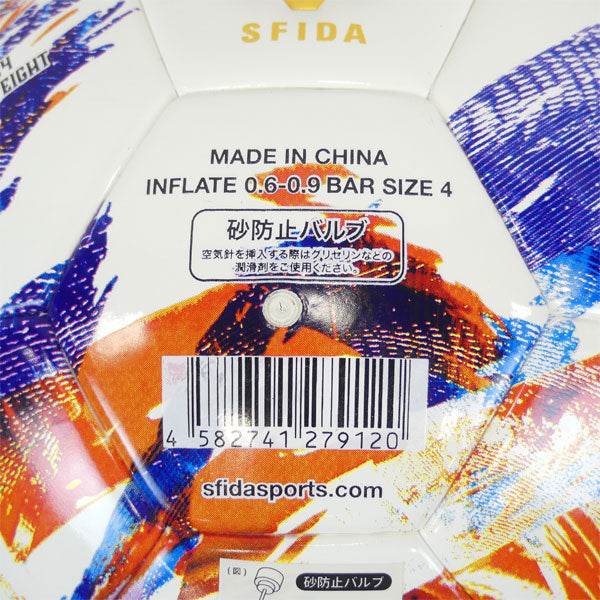 SFIDA
EIGHT
MADE IN CHINA
INFLATE 0.6-0.9 BAR SIZE 4
砂防止バルブ
空気針を挿入する際はグリセリンなどの
潤滑剤をご使用ください。
4 582741 279120
sfidasports.com
(図) 砂防止バルブ